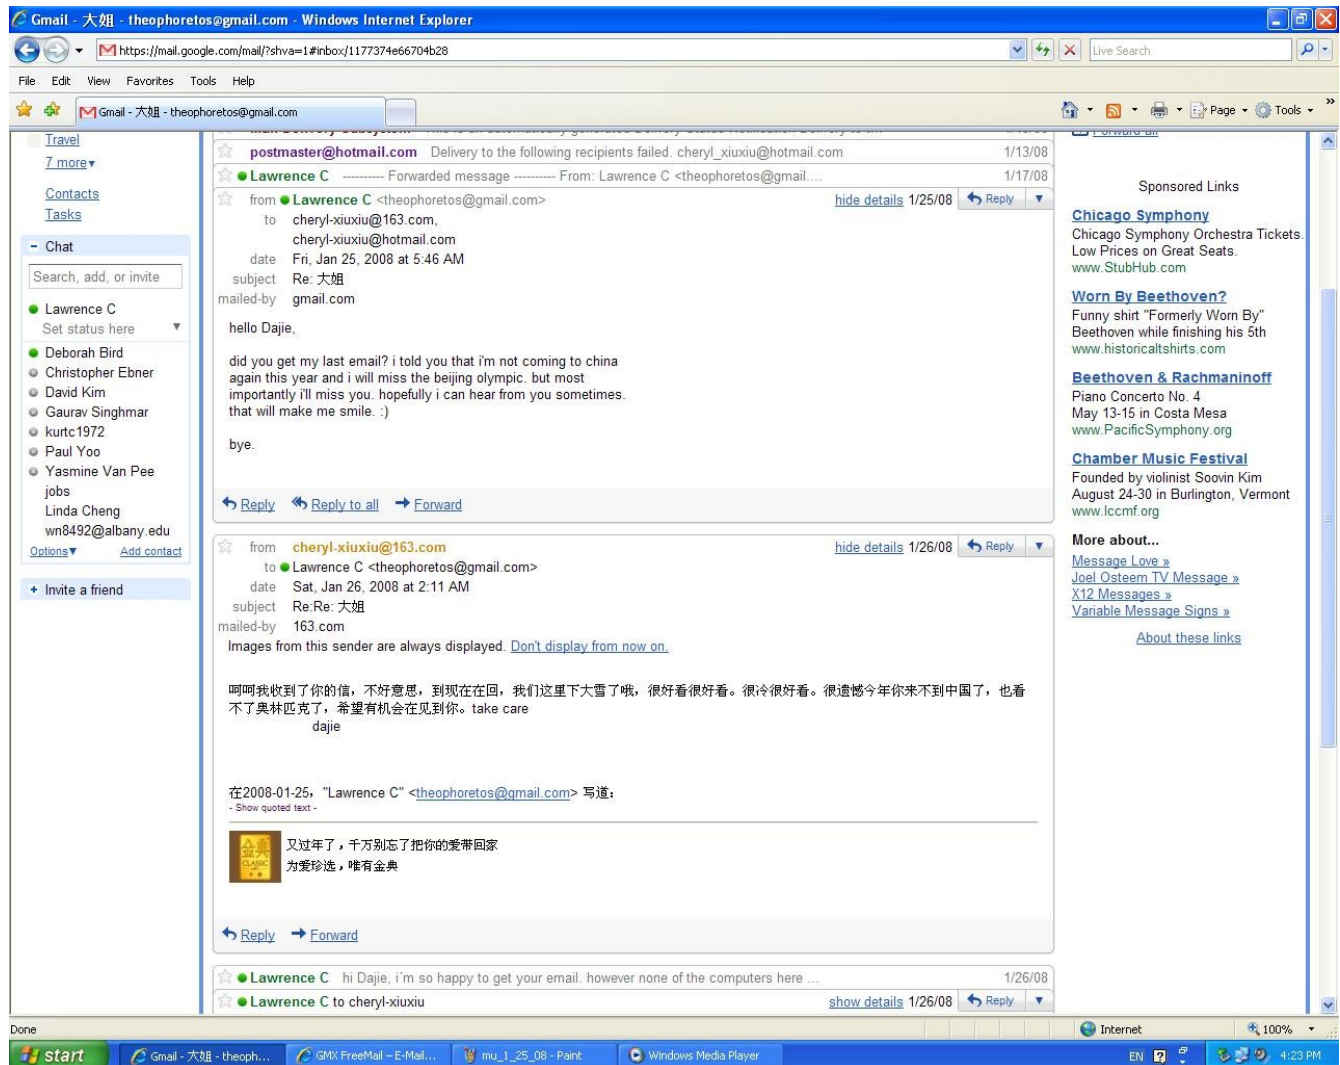 Gmail - 大姐 - theophoretos@gmail.com - Windows Internet Explorer
https://mail.google.com/mail/?shva=1#inbox/1177374e66704b28
Live Search
File Edit View Favorites Tools Help
Gmail - 大姐 - theophoretos@gmail.com
Page Tools
Travel
7 more
Contacts
Tasks
Chat
Search, add, or invite
Lawrence C
Set status here
Deborah Bird
Christopher Ebner
David Kim
Gaurav Singhmar
kurtc1972
Paul Yoo
Yasmine Van Pee
jobs
Linda Cheng
wn8492@albany.edu
Options Add contact
+ Invite a friend
postmaster@hotmail.com Delivery to the following recipients failed. cheryl_xiuxiu@hotmail.com 1/13/08
Lawrence C ---------- Forwarded message ---------- From: Lawrence C <theophoretos@gmail.... 1/17/08
from Lawrence C <theophoretos@gmail.com> hide details 1/25/08 Reply
to cheryl-xiuxiu@163.com,
cheryl-xiuxiu@hotmail.com
date Fri, Jan 25, 2008 at 5:46 AM
subject Re: 大姐
mailed-by gmail.com
hello Dajie,
did you get my last email? i told you that i'm not coming to china
again this year and i will miss the beijing olympic. but most
importantly i'll miss you. hopefully i can hear from you sometimes.
that will make me smile. :)
bye.
Reply Reply to all Forward
from cheryl-xiuxiu@163.com hide details 1/26/08 Reply
to Lawrence C <theophoretos@gmail.com>
date Sat, Jan 26, 2008 at 2:11 AM
subject Re:Re: 大姐
mailed-by 163.com
Images from this sender are always displayed. Don't display from now on.
呵呵我收到了你的信，不好意思，到现在在回，我们这里下大雪了哦，很好看很好看。很冷很好看。很遗憾今年你来不到中国了，也看
不了奥林匹克了，希望有机会在见到你。take care
dajie
在2008-01-25，"Lawrence C" <theophoretos@gmail.com> 写道：
- Show quoted text -
金典
CLASSIC
又过年了，千万别忘了把你的爱带回家
为爱珍选，唯有金典
Reply Forward
Lawrence C hi Dajie, i'm so happy to get your email. however none of the computers here ... 1/26/08
Lawrence C to cheryl-xiuxiu show details 1/26/08 Reply
Sponsored Links
Chicago Symphony
Chicago Symphony Orchestra Tickets.
Low Prices on Great Seats.
www.StubHub.com
Worn By Beethoven?
Funny shirt "Formerly Worn By"
Beethoven while finishing his 5th
www.historicaltshirts.com
Beethoven & Rachmaninoff
Piano Concerto No. 4
May 13-15 in Costa Mesa
www.PacificSymphony.org
Chamber Music Festival
Founded by violinist Soovin Kim
August 24-30 in Burlington, Vermont
www.lccmf.org
More about...
Message Love »
Joel Osteem TV Message »
X12 Messages »
Variable Message Signs »
About these links
Done Internet 100%
start Gmail - 大姐 - theoph... GMX FreeMail – E-Mail... mu_1_25_08 - Paint Windows Media Player EN 4:23 PM